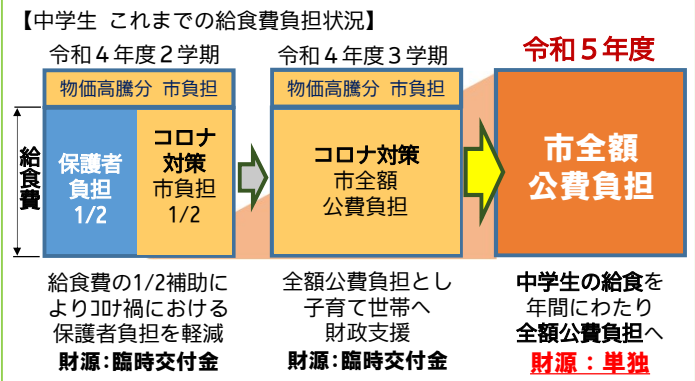 【中学生 これまでの給食費負担状況】
令和４年度２学期
物価高騰分 市負担
給食費
保護者
負担
1/2
コロナ
対策
市負担
1/2
給食費の1/2補助に
よりｺﾛﾅ禍における
保護者負担を軽減
財源:臨時交付金
令和４年度３学期
物価高騰分 市負担
コロナ対策
市全額
公費負担
全額公費負担とし
子育て世帯へ
財政支援
財源:臨時交付金
令和５年度
市全額
公費負担
中学生の給食を
年間にわたり
全額公費負担へ
財源：単独